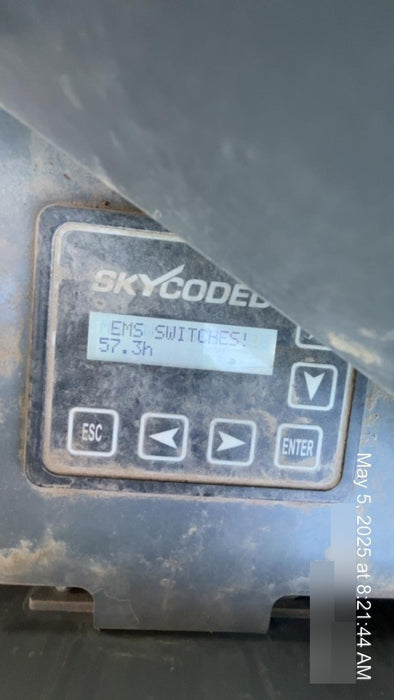 SKYCODED
EMS SWITCHES!
57.3h
ESC
ENTER
May 5, 2025 at 8:21:44 AM